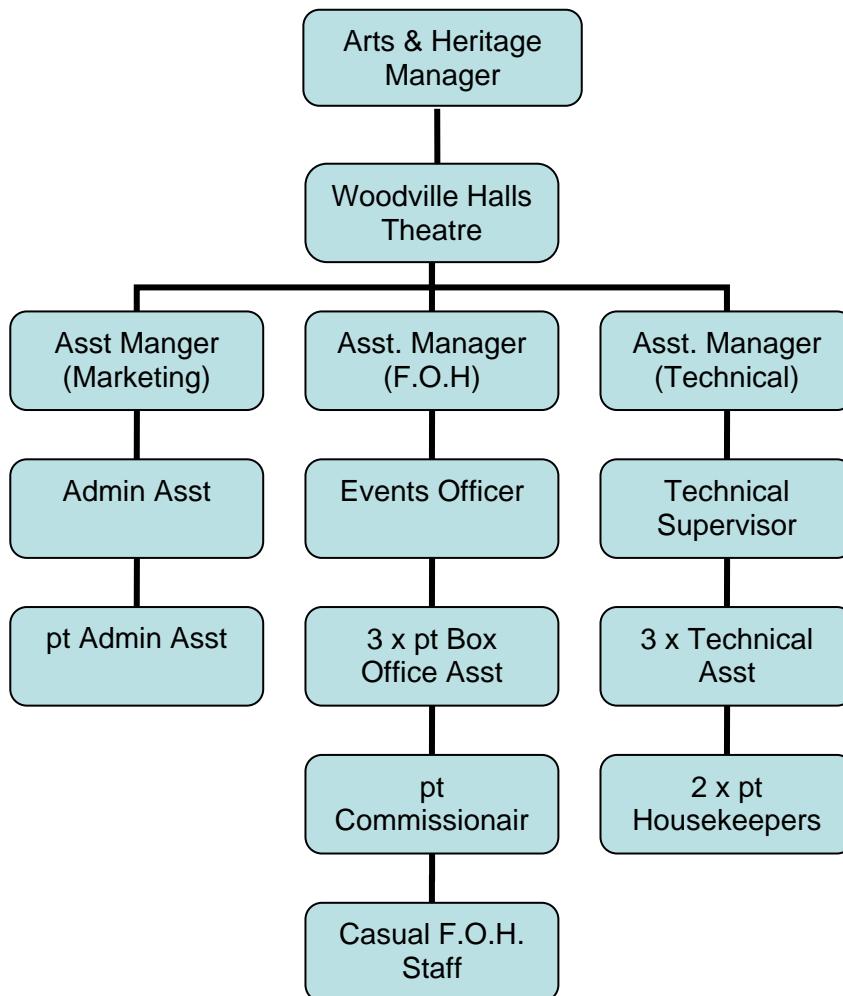 Arts & Heritage
Manager
Woodville Halls
Theatre
Asst Manger
(Marketing)
Asst. Manager
(F.O.H)
Asst. Manager
(Technical)
Admin Asst
Events Officer
Technical
Supervisor
pt Admin Asst
3 x pt Box
Office Asst
3 x Technical
Asst
pt
Commissionair
2 x pt
Housekeepers
Casual F.O.H.
Staff